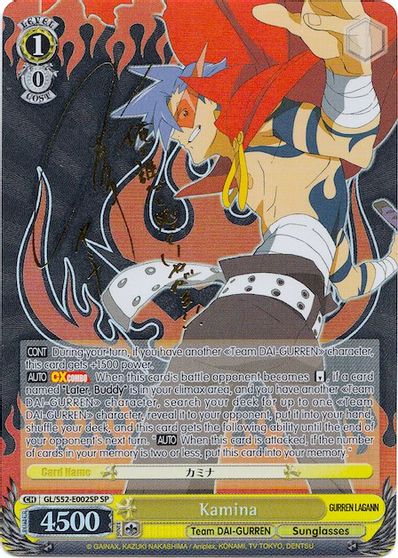 LEVEL
1
0
COST
CONT During your turn, if you have another <Team DAI-GURREN> character,
this card gets +1500 power.
AUTO CX COMBO When this card's battle opponent becomes, if a card
named "Later, Buddy" is in your climax area, and you have another <Team
DAI-GURREN> character, search your deck for up to one <Team
DAI-GURREN> character, reveal it to your opponent, put it into your hand,
shuffle your deck, and this card gets the following ability until the end of
your opponent's next turn. "AUTO When this card is attacked, if the number
of cards in your memory is two or less, put this card into your memory."
Card Name
カミナ
CH GL/S52-E002SP SP
Kamina
GURREN LAGANN
4500
POWER
SOUL
Team DAI-GURREN
Sunglasses
© GAINAX, KAZUKI NAKASHIMA / Aniplex, KONAMI, TV TOKYO, DENTSU